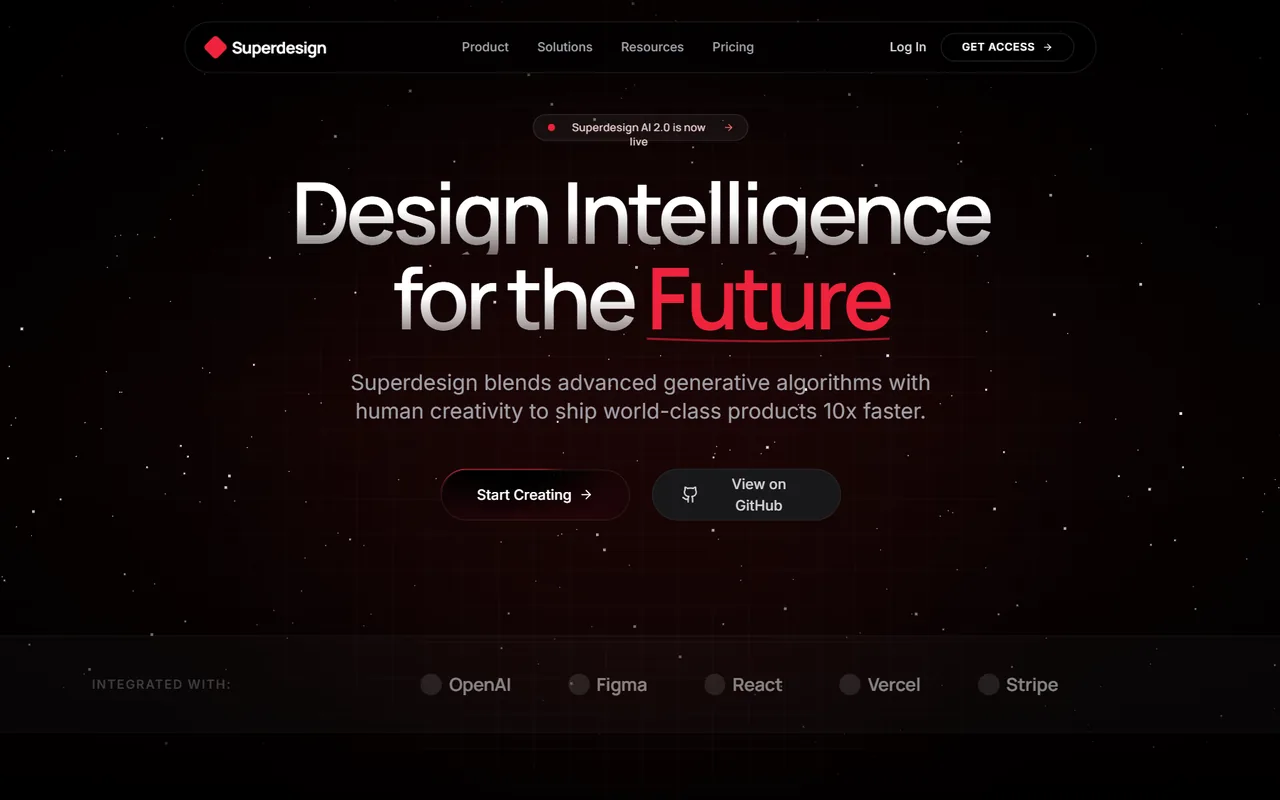 Superdesign
Product
Solutions
Resources
Pricing
Log In
GET ACCESS →
Superdesign AI 2.0 is now
live
→
Design Intelligence
for the Future
Superdesign blends advanced generative algorithms with
human creativity to ship world-class products 10x faster.
Start Creating →
View on
GitHub
INTEGRATED WITH:
OpenAI
Figma
React
Vercel
Stripe